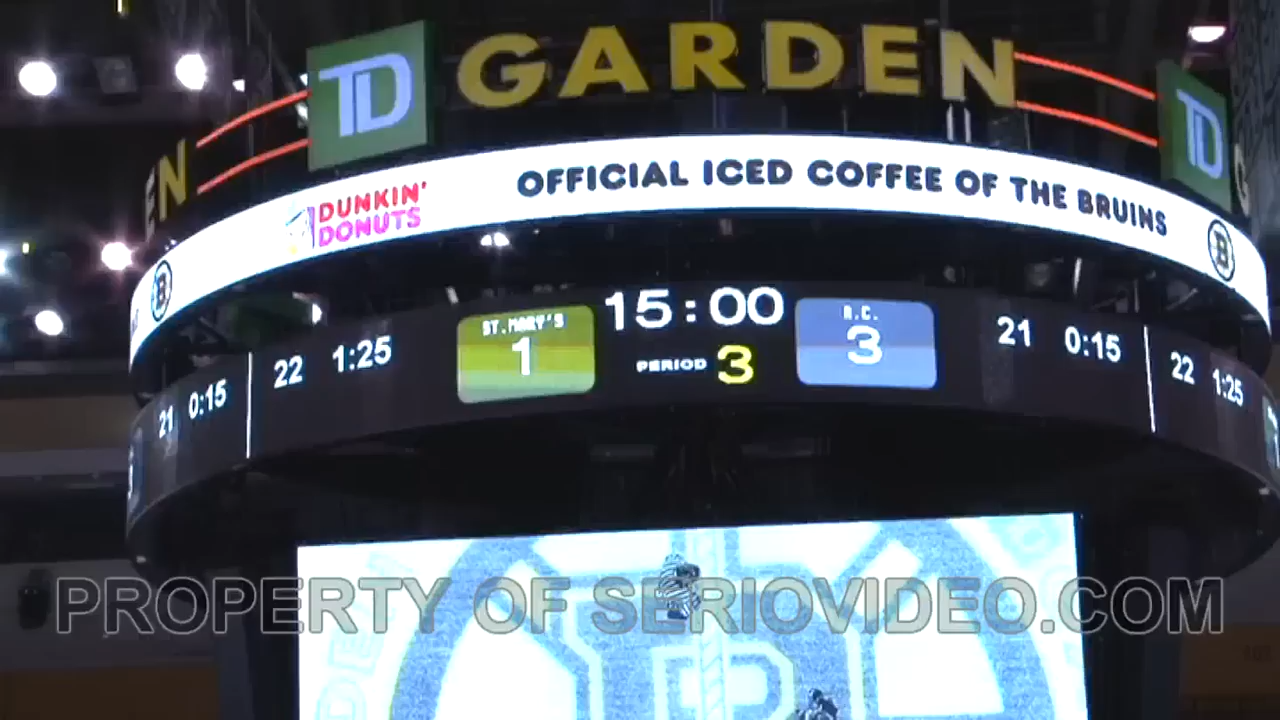 TD GARDEN TD
EN
DUNKIN'
DONUTS
OFFICIAL ICED COFFEE OF THE BRUINS
B
B
ST.MARY'S
1
15:00
PERIOD 3
3
21 0:15
22 1:25
21 0:15
22 1:25
PROPERTY OF SERIOVIDEO.COM